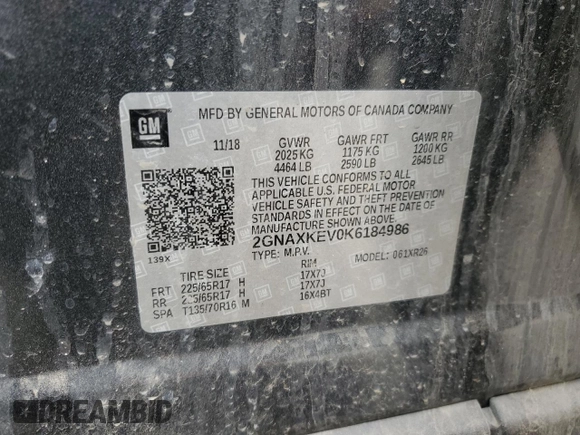 GM
MFD BY GENERAL MOTORS OF CANADA COMPANY
11/18 GVWR GAWR FRT GAWR RR
2025 KG 1175 KG 1200 KG
4464 LB 2590 LB 2645 LB
THIS VEHICLE CONFORMS TO ALL
APPLICABLE U.S. FEDERAL MOTOR
VEHICLE SAFETY AND THEFT PREVENTION
STANDARDS IN EFFECT ON THE DATE OF
MANUFACTURE SHOWN ABOVE.
2GNAXKEV0K6184986
139X
TYPE: M.P.V. MODEL: 061XR26
TIRE SIZE RIM
FRT 225/65R17 H 17X7J
RR 225/65R17 H 17X7J
SPA T135/70R16 M 16X4BT
DREAMBID